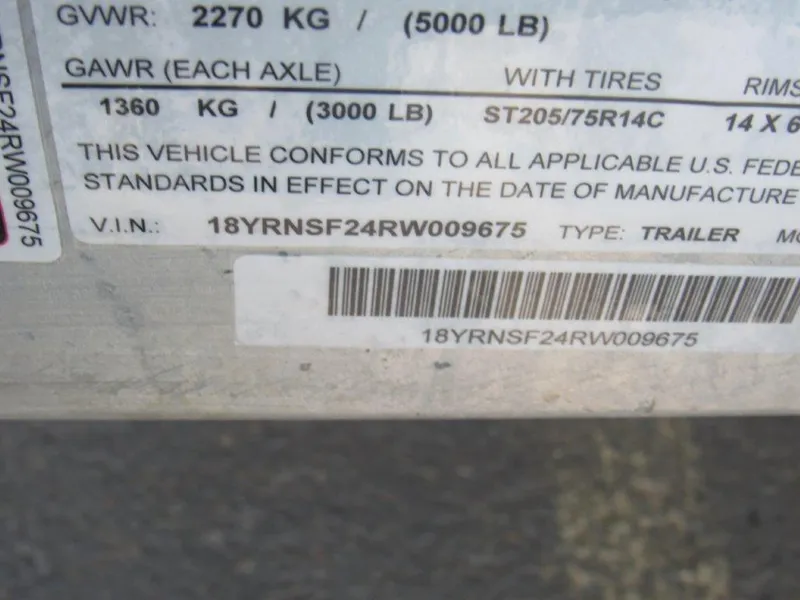 GVWR: 2270 KG / (5000 LB)
GAWR (EACH AXLE) WITH TIRES RIMS
1360 KG / (3000 LB) ST205/75R14C 14 X 6
THIS VEHICLE CONFORMS TO ALL APPLICABLE U.S. FEDE
STANDARDS IN EFFECT ON THE DATE OF MANUFACTURE
V.I.N.: 18YRNSF24RW009675 TYPE: TRAILER MO
18YRNSF24RW009675
RNSF24RW009675